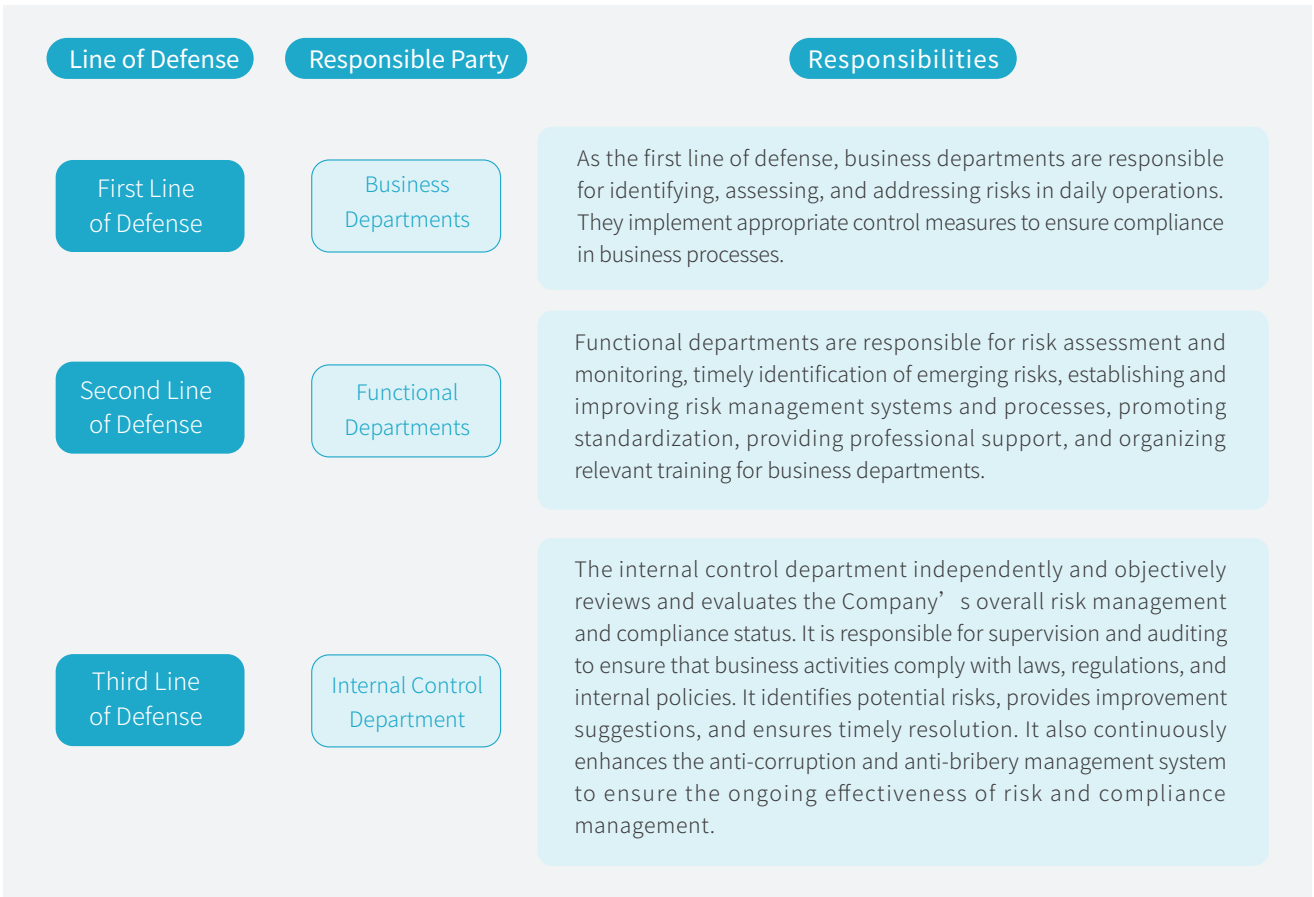 Line of Defense
Responsible Party
Responsibilities
First Line
of Defense
Business
Departments
As the first line of defense, business departments are responsible
for identifying, assessing, and addressing risks in daily operations.
They implement appropriate control measures to ensure compliance
in business processes.
Second Line
of Defense
Functional
Departments
Functional departments are responsible for risk assessment and
monitoring, timely identification of emerging risks, establishing and
improving risk management systems and processes, promoting
standardization, providing professional support, and organizing
relevant training for business departments.
Third Line
of Defense
Internal Control
Department
The internal control department independently and objectively
reviews and evaluates the Company’ s overall risk management
and compliance status. It is responsible for supervision and auditing
to ensure that business activities comply with laws, regulations, and
internal policies. It identifies potential risks, provides improvement
suggestions, and ensures timely resolution. It also continuously
enhances the anti-corruption and anti-bribery management system
to ensure the ongoing effectiveness of risk and compliance
management.